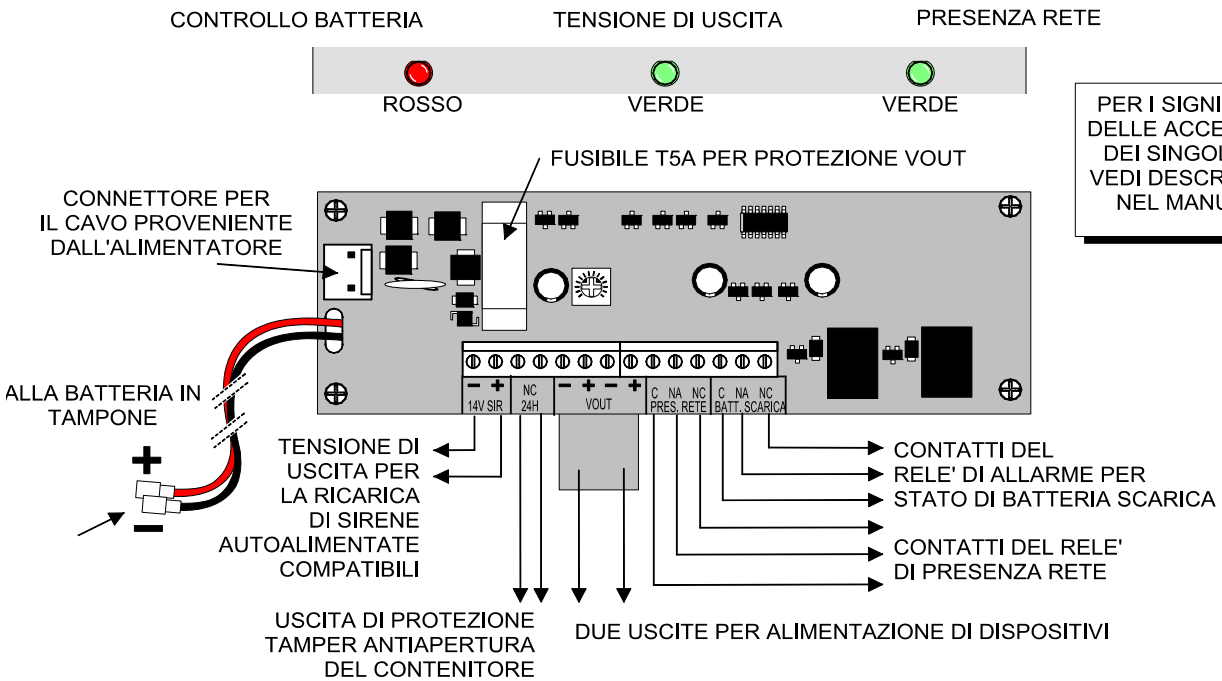 CONTROLLO BATTERIA
TENSIONE DI USCITA
PRESENZA RETE
ROSSO
VERDE
VERDE
PER I SIGNI
DELLE ACCE
DEI SINGOL
VEDI DESCR
NEL MANU
FUSIBILE T5A PER PROTEZIONE VOUT
CONNETTORE PER
IL CAVO PROVENIENTE
DALL'ALIMENTATORE
ALLA BATTERIA IN
TAMPONE
+
−
− +
14V SIR
NC
24H
− + − +
VOUT
C NA NC
PRES. RETE
C NA NC
BATT. SCARICA
TENSIONE DI
USCITA PER
LA RICARICA
DI SIRENE
AUTOALIMENTATE
COMPATIBILI
CONTATTI DEL
RELE' DI ALLARME PER
STATO DI BATTERIA SCARICA
CONTATTI DEL RELE'
DI PRESENZA RETE
USCITA DI PROTEZIONE
TAMPER ANTIAPERTURA
DEL CONTENITORE
DUE USCITE PER ALIMENTAZIONE DI DISPOSITIVI